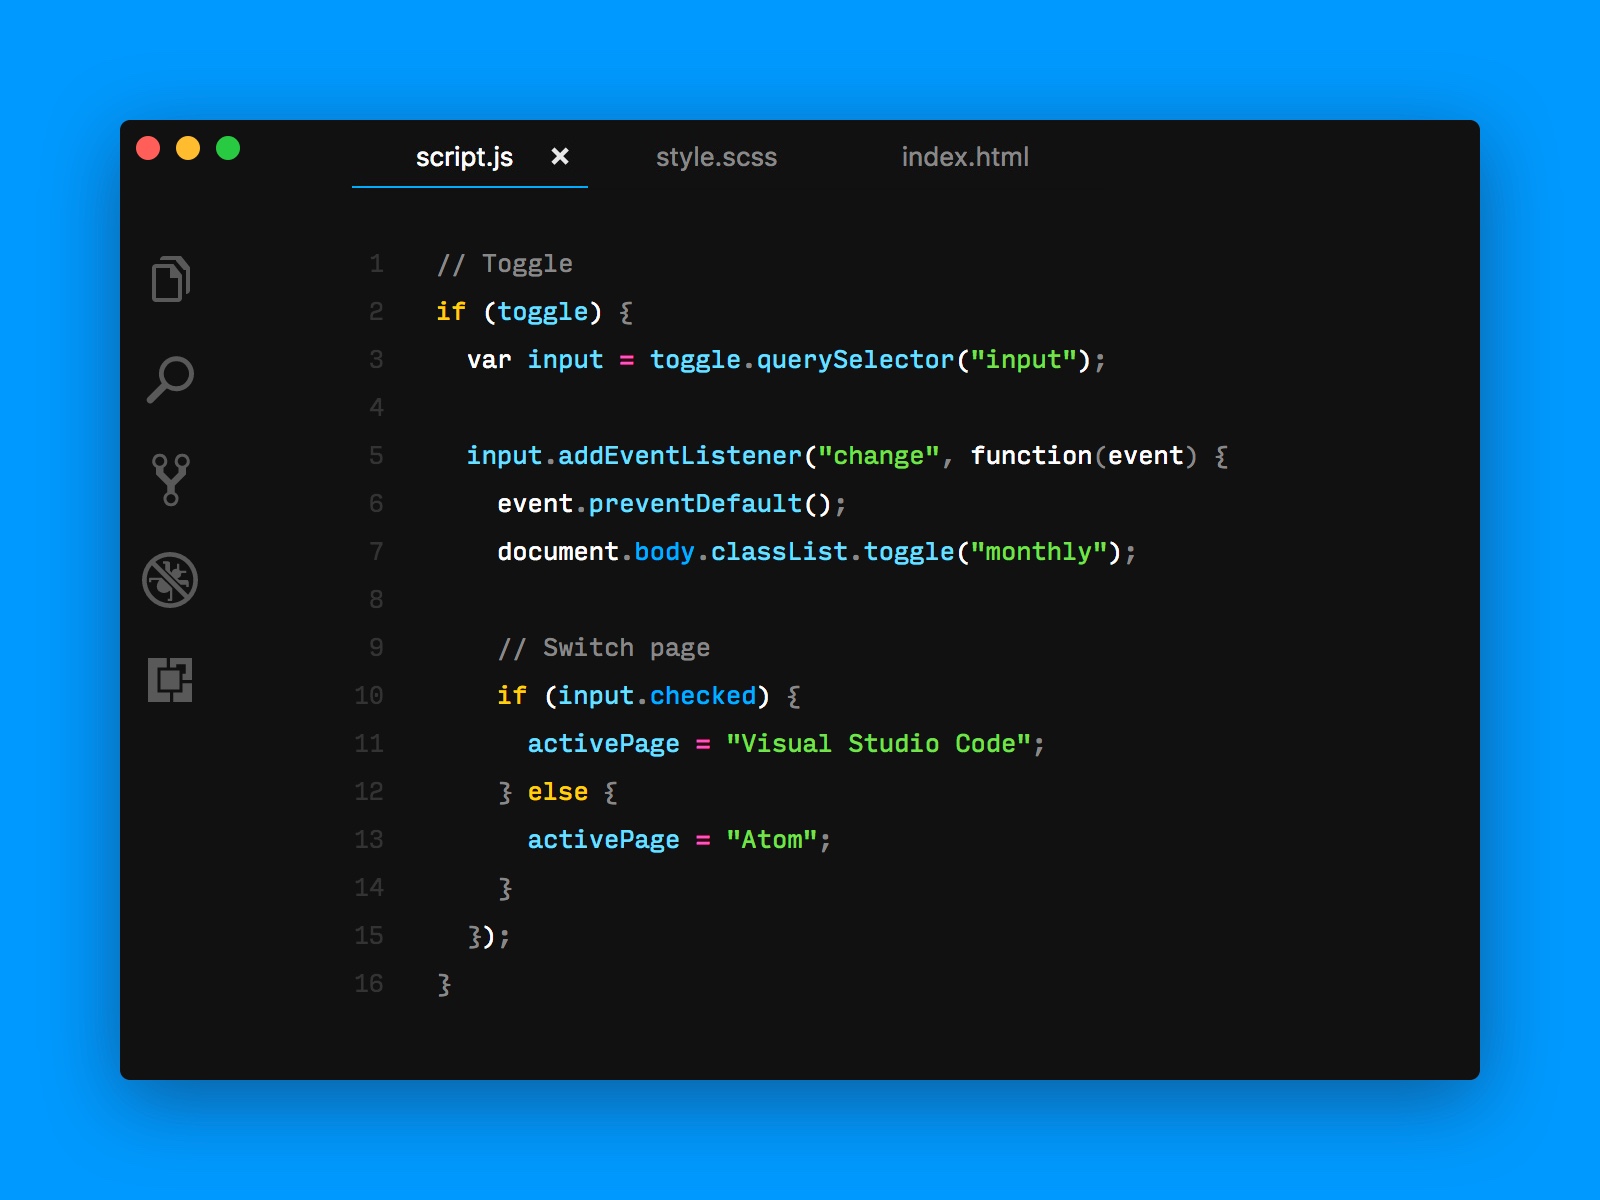 script.js × style.scss index.html
1 // Toggle
2 if (toggle) {
3   var input = toggle.querySelector("input");
4
5   input.addEventListener("change", function(event) {
6     event.preventDefault();
7     document.body.classList.toggle("monthly");
8
9     // Switch page
10     if (input.checked) {
11       activePage = "Visual Studio Code";
12     } else {
13       activePage = "Atom";
14     }
15   });
16 }